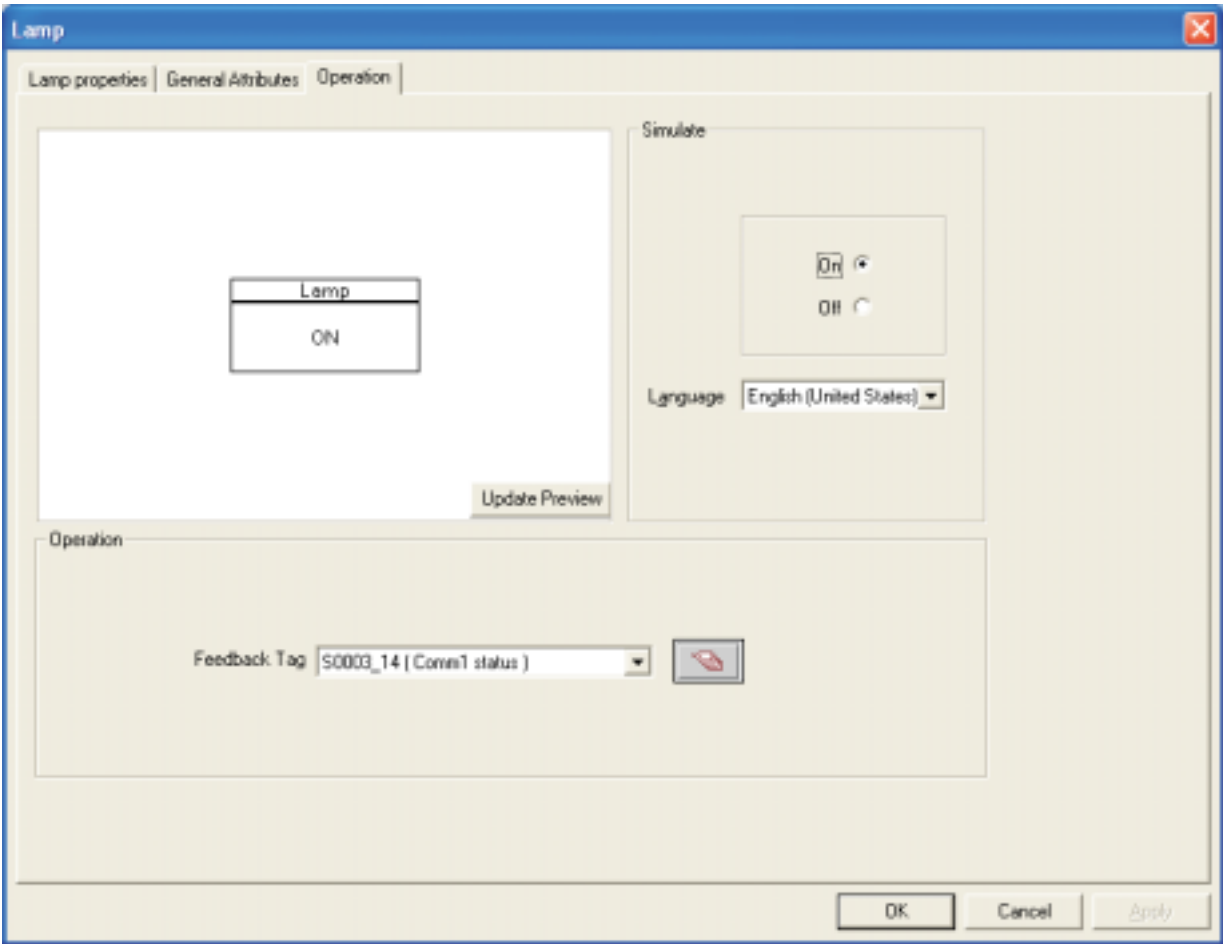 Lamp
Lamp properties General Attributes Operation
Simulate
Lamp
ON
On
Off
Language English (United States)
Update Preview
Operation
Feedback Tag S0003_14 ( Comm1 status )
OK Cancel Apply